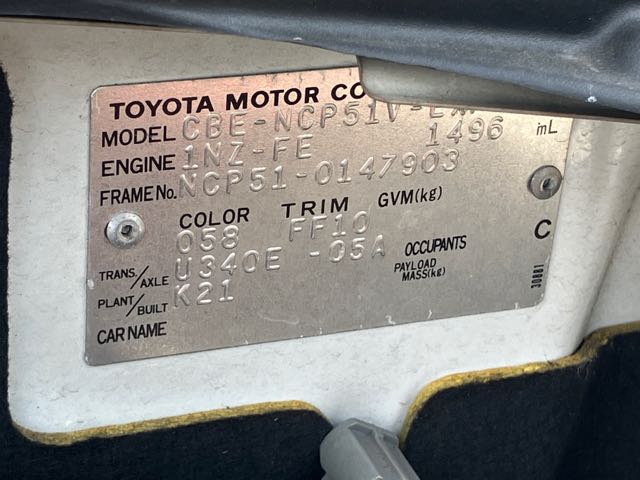 TOYOTA MOTOR CO
MODEL CBE-NCP51V-
ENGINE 1NZ-FE 1496 mL
FRAME No. NCP51-0147903
COLOR TRIM GVM(kg)
058 FF10 C
TRANS./AXLE U340E -05A OCCUPANTS
PLANT/BUILT K21 PAYLOAD MASS(kg)
CAR NAME
30881